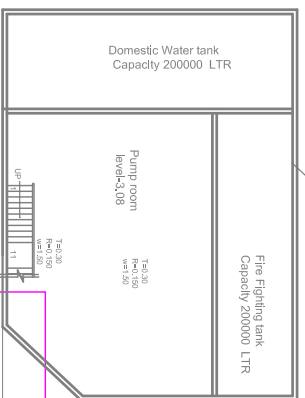 Domestic Water tank
Capacity 200000 LTR
Pump room
level-3.08
UP
1
11
T=0.30
R=0.150
w=1.50
T=0.30
R=0.150
w=1.50
Fire Fighting tank
Capacity 200000 LTR